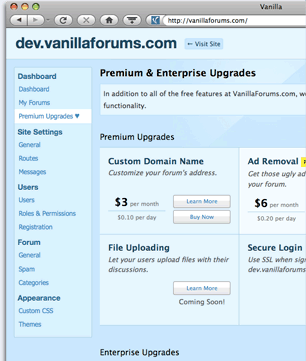 Vanilla
http://vanillaforums.com/
dev.vanillaforums.com
← Visit Site
Dashboard
Dashboard
My Forums
Premium Upgrades ▼
Site Settings
General
Routes
Messages
Users
Users
Roles & Permissions
Registration
Forum
General
Spam
Categories
Appearance
Custom CSS
Themes
Premium & Enterprise Upgrades
In addition to all of the free features at VanillaForums.com, w
functionality.
Premium Upgrades
Custom Domain Name
Customize your forum's address.
$3 per month
$0.10 per day
Learn More
Buy Now
Ad Removal
Get those ugly ad
your forum.
$6 per month
$0.20 per day
File Uploading
Let your users upload files with their
discussions.
Learn More
Coming Soon!
Secure Login
Use SSL when sign
dev.vanillaforums
Enterprise Upgrades